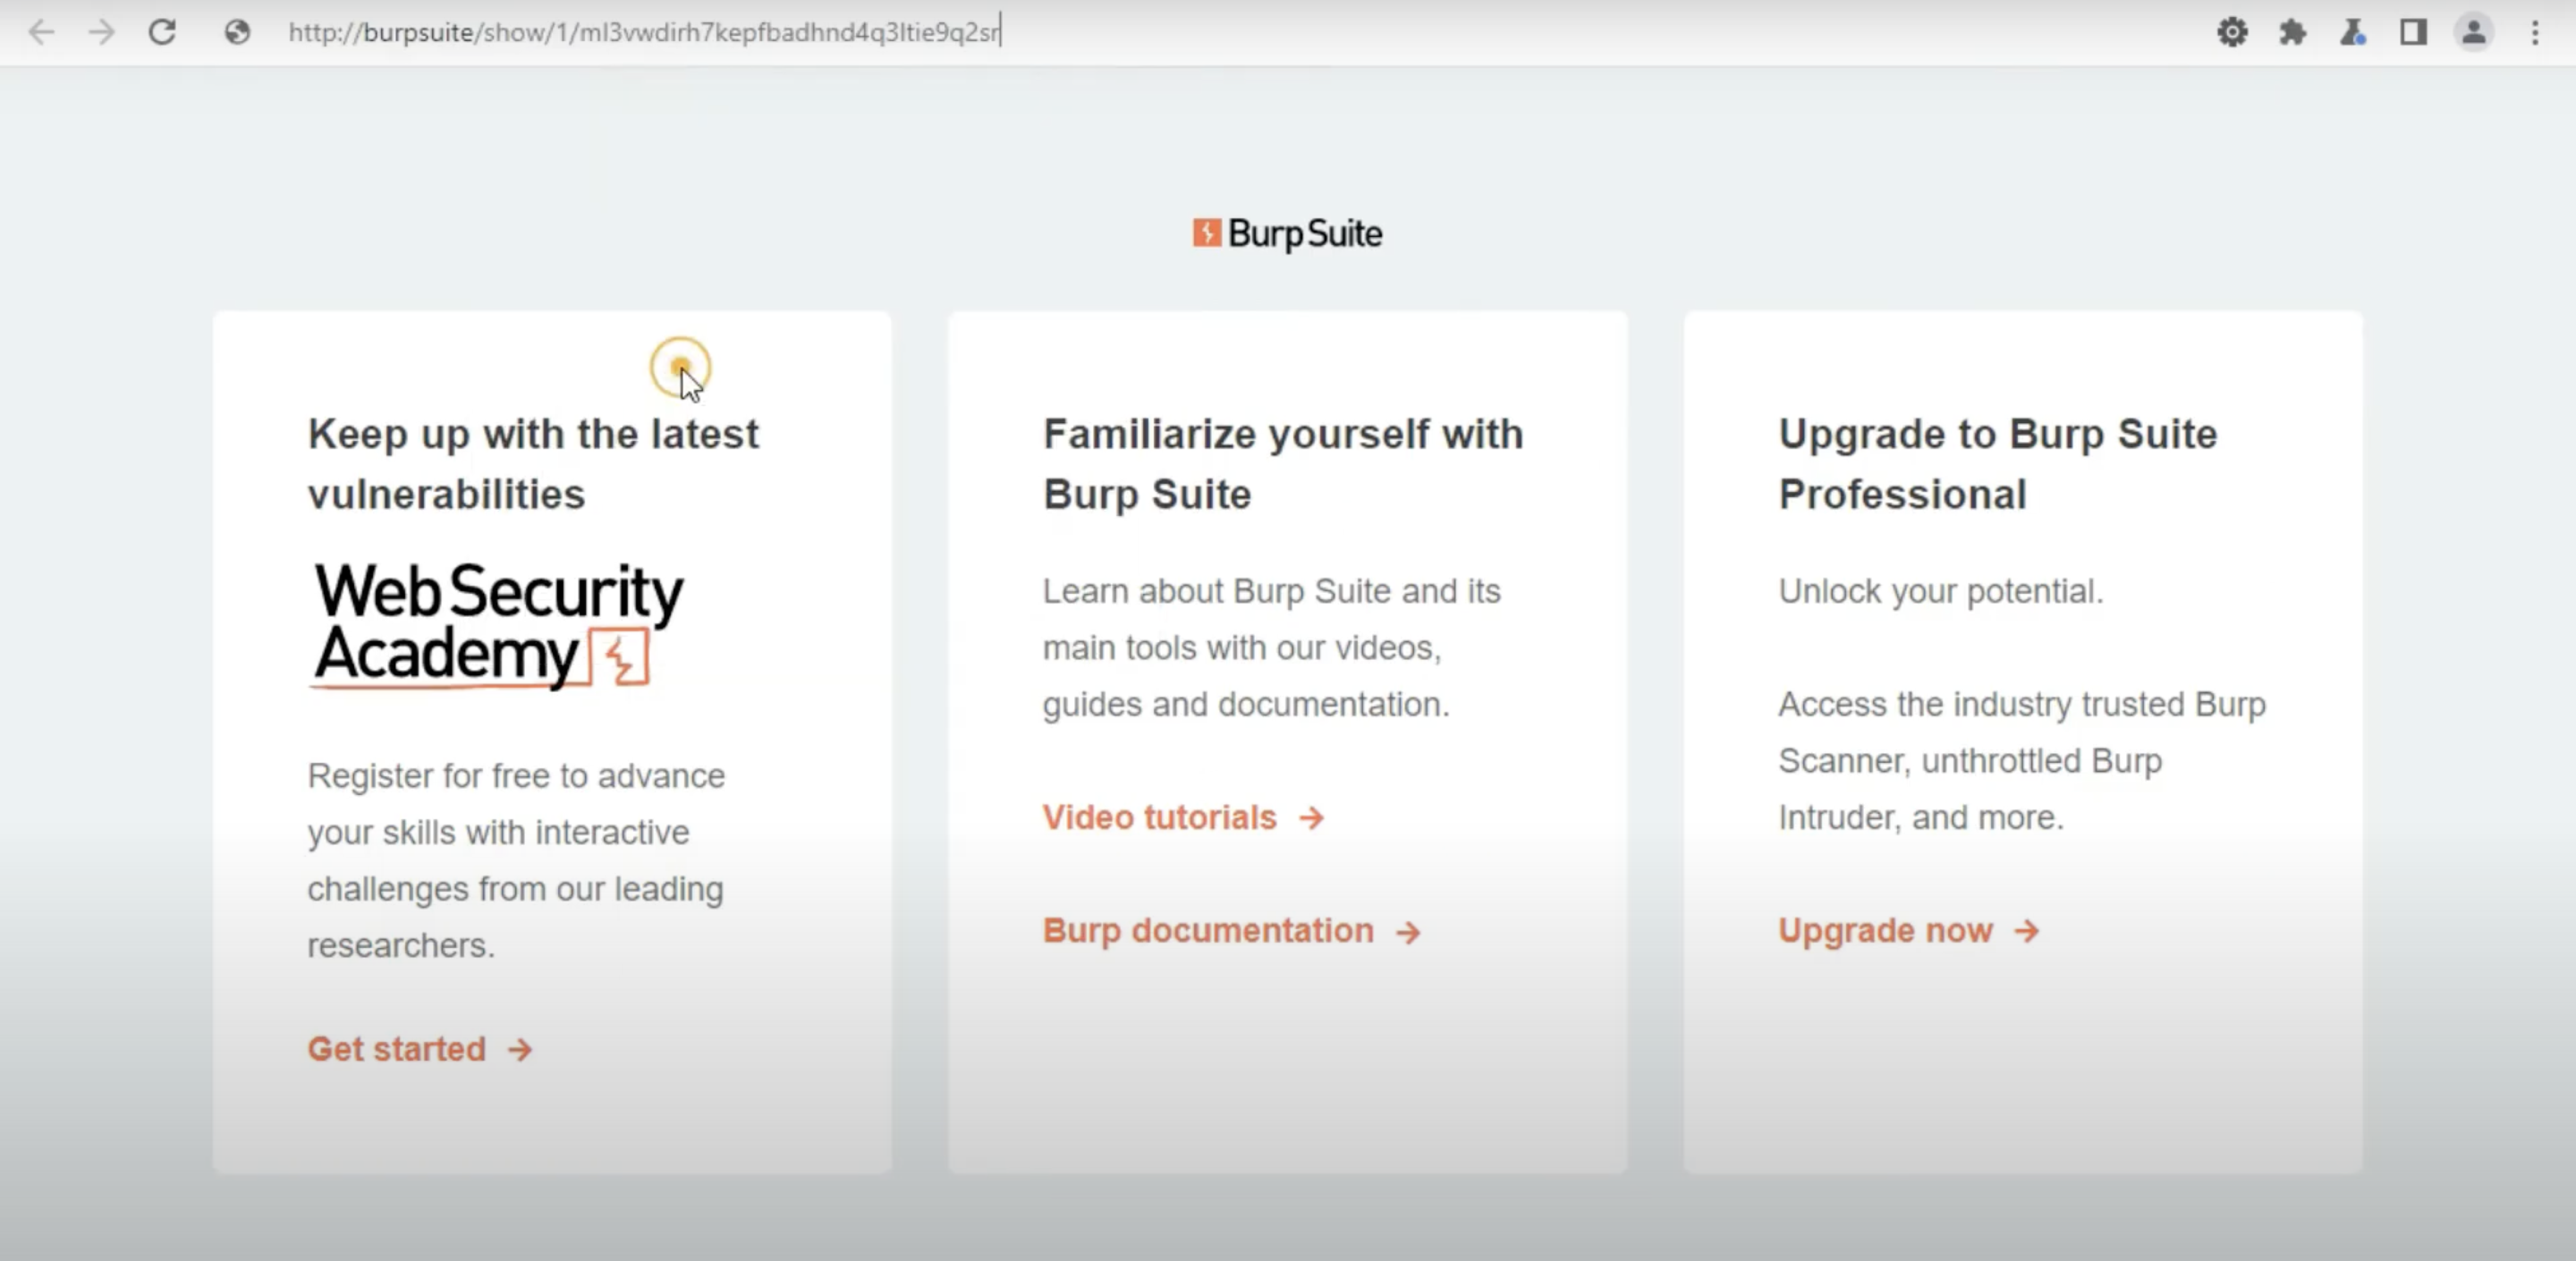 http://burpsuite/show/1/ml3vwdirh7kepfbadhnd4q3ltie9q2sr
Burp Suite
Keep up with the latest
vulnerabilities
Web Security
Academy
Register for free to advance
your skills with interactive
challenges from our leading
researchers.
Get started →
Familiarize yourself with
Burp Suite
Learn about Burp Suite and its
main tools with our videos,
guides and documentation.
Video tutorials →
Burp documentation →
Upgrade to Burp Suite
Professional
Unlock your potential.
Access the industry trusted Burp
Scanner, unthrottled Burp
Intruder, and more.
Upgrade now →